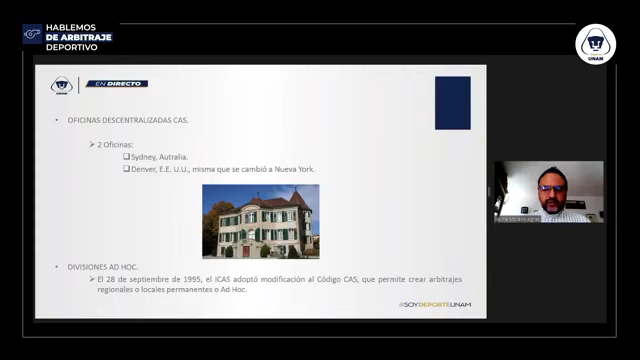 HABLEMOS
DE ARBITRAJE
DEPORTIVO
UNAM
UNAM
EN DIRECTO
• OFICINAS DESCENTRALIZADAS CAS.
➤ 2 Oficinas:
❑ Sydney, Autralia.
❑ Denver, E.E. U.U., misma que se cambió a Nueva York.
• DIVISIONES AD HOC.
➤ El 28 de septiembre de 1995, el ICAS adoptó modificación al Código CAS, que permite crear arbitrajes
regionales o locales permanentes o Ad Hoc.
#SOYDEPORTEUNAM